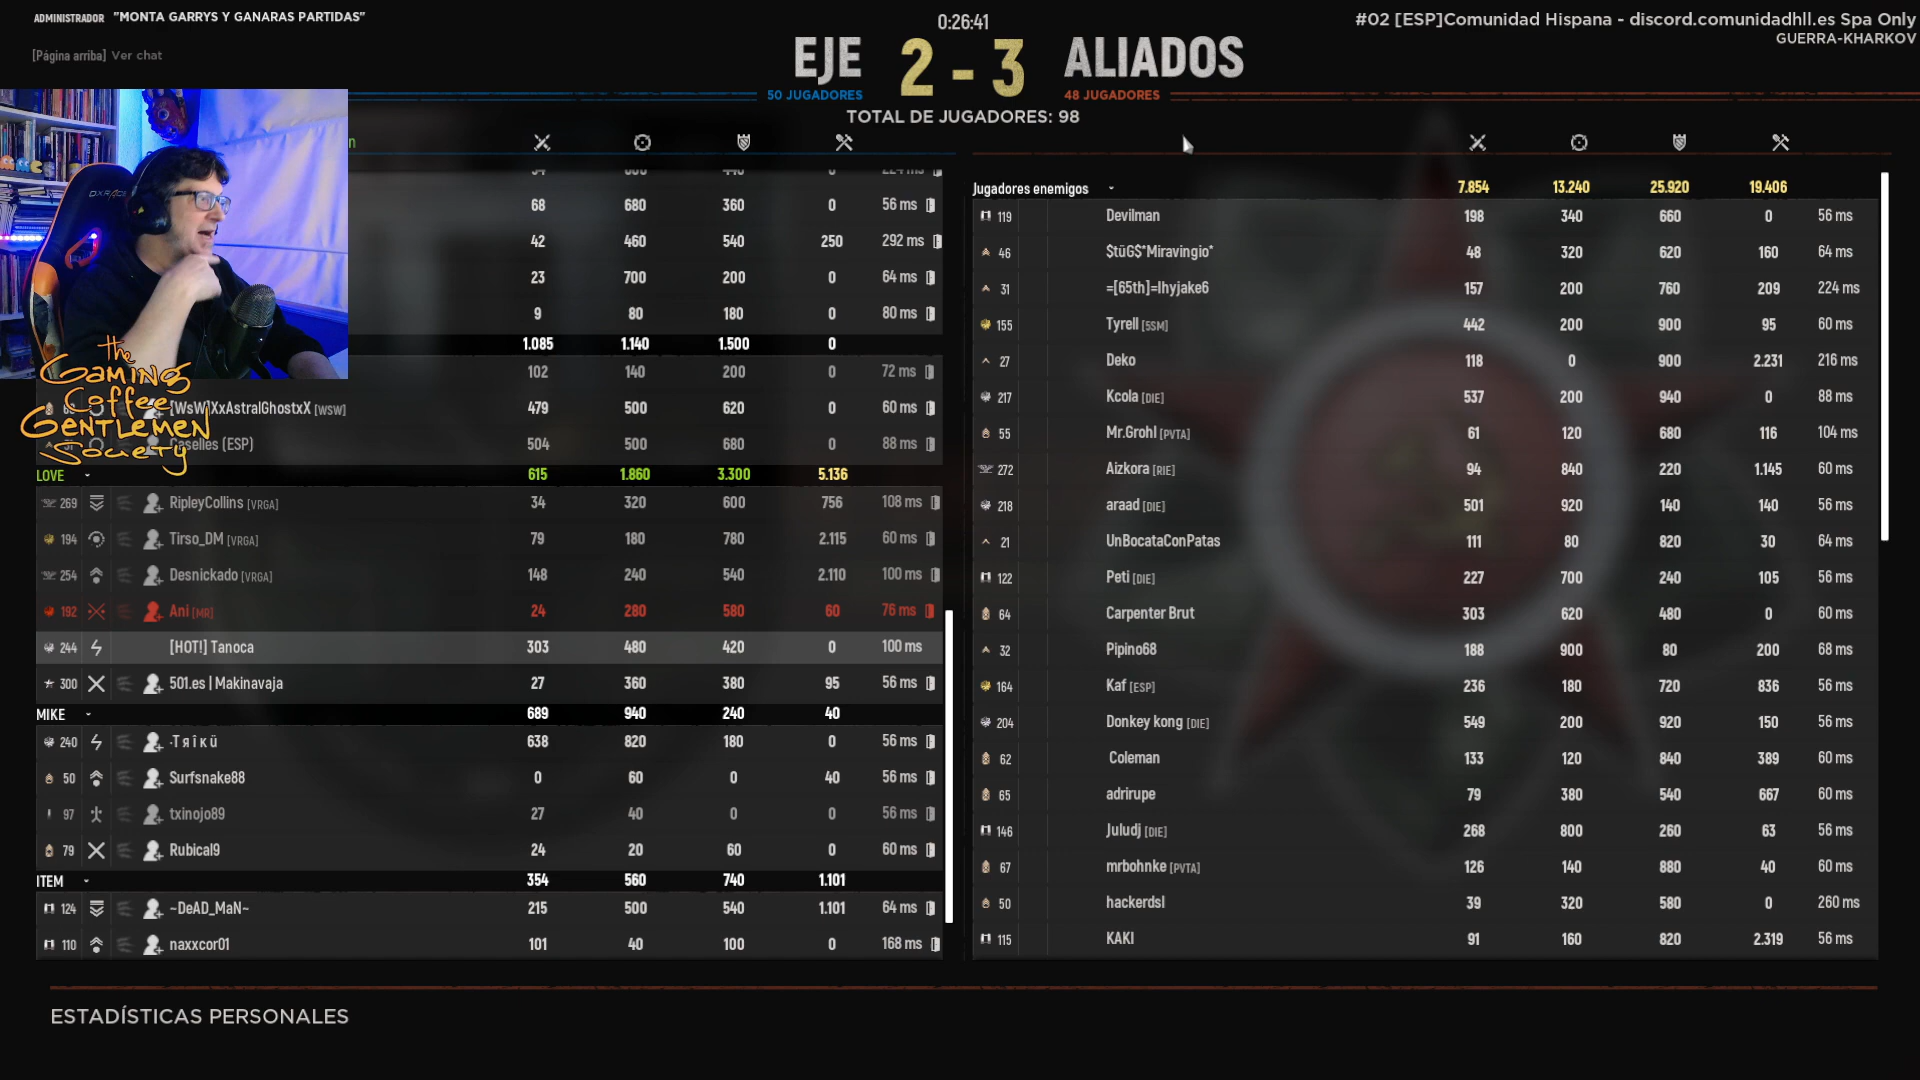 ADMINISTRADOR "MONTA GARRYS Y GANARAS PARTIDAS"
[Página arriba] Ver chat
0:26:41
EJE 2 - 3 ALIADOS
50 JUGADORES 48 JUGADORES
TOTAL DE JUGADORES: 98
#02 [ESP]Comunidad Hispana - discord.comunidadhll.es Spa Only
GUERRA-KHARKOV
68 680 360 0 56 ms
42 460 540 250 292 ms
23 700 200 0 64 ms
9 80 180 0 80 ms
1.085 1.140 1.500 0
102 140 200 0 72 ms
[WsW]XxAstralGhostxX [WSW] 479 500 620 0 60 ms
Caselles (ESP) 504 500 680 0 88 ms
The Gaming Coffee Gentlemen Society
LOVE 615 1.860 3.300 5.136
269 RipleyCollins [VRGA] 34 320 600 756 108 ms
194 Tirso_DM [VRGA] 79 180 780 2.115 60 ms
254 Desnickado [VRGA] 148 240 540 2.110 100 ms
192 Ani [MR] 24 280 580 60 76 ms
244 [HOT!] Tanoca 303 480 420 0 100 ms
300 501.es | Makinavaja 27 360 380 95 56 ms
MIKE 689 940 240 40
240 ·Tяîкü 638 820 180 0 56 ms
50 Surfsnake88 0 60 0 40 56 ms
97 txinojo89 27 40 0 0 56 ms
79 Rubical9 24 20 60 0 60 ms
ITEM 354 560 740 1.101
124 ~DeAD_MaN~ 215 500 540 1.101 64 ms
110 naxxcor01 101 40 100 0 168 ms
Jugadores enemigos 7.854 13.240 25.920 19.406
119 Devilman 198 340 660 0 56 ms
46 $tüG$*Miravingio* 48 320 620 160 64 ms
31 =[65th]=lhyjake6 157 200 760 209 224 ms
155 Tyrell [5SM] 442 200 900 95 60 ms
27 Deko 118 0 900 2.231 216 ms
217 Kcola [DIE] 537 200 940 0 88 ms
55 Mr.Grohl [PVTA] 61 120 680 116 104 ms
272 Aizkora [RIE] 94 840 220 1.145 60 ms
218 araad [DIE] 501 920 140 140 56 ms
21 UnBocataConPatas 111 80 820 30 64 ms
122 Peti [DIE] 227 700 240 105 56 ms
64 Carpenter Brut 303 620 480 0 60 ms
32 Pipino68 188 900 80 200 68 ms
164 Kaf [ESP] 236 180 720 836 56 ms
204 Donkey kong [DIE] 549 200 920 150 56 ms
62 Coleman 133 120 840 389 60 ms
65 adrirupe 79 380 540 667 60 ms
146 Juludj [DIE] 268 800 260 63 56 ms
67 mrbohnke [PVTA] 126 140 880 40 60 ms
50 hackerdsl 39 320 580 0 260 ms
115 KAKI 91 160 820 2.319 56 ms
ESTADÍSTICAS PERSONALES